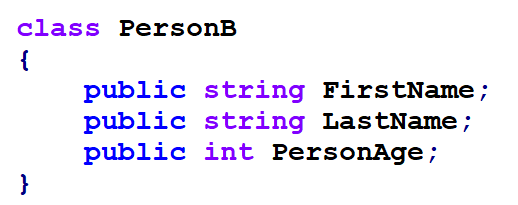 class PersonB
{
    public string FirstName;
    public string LastName;
    public int PersonAge;
}